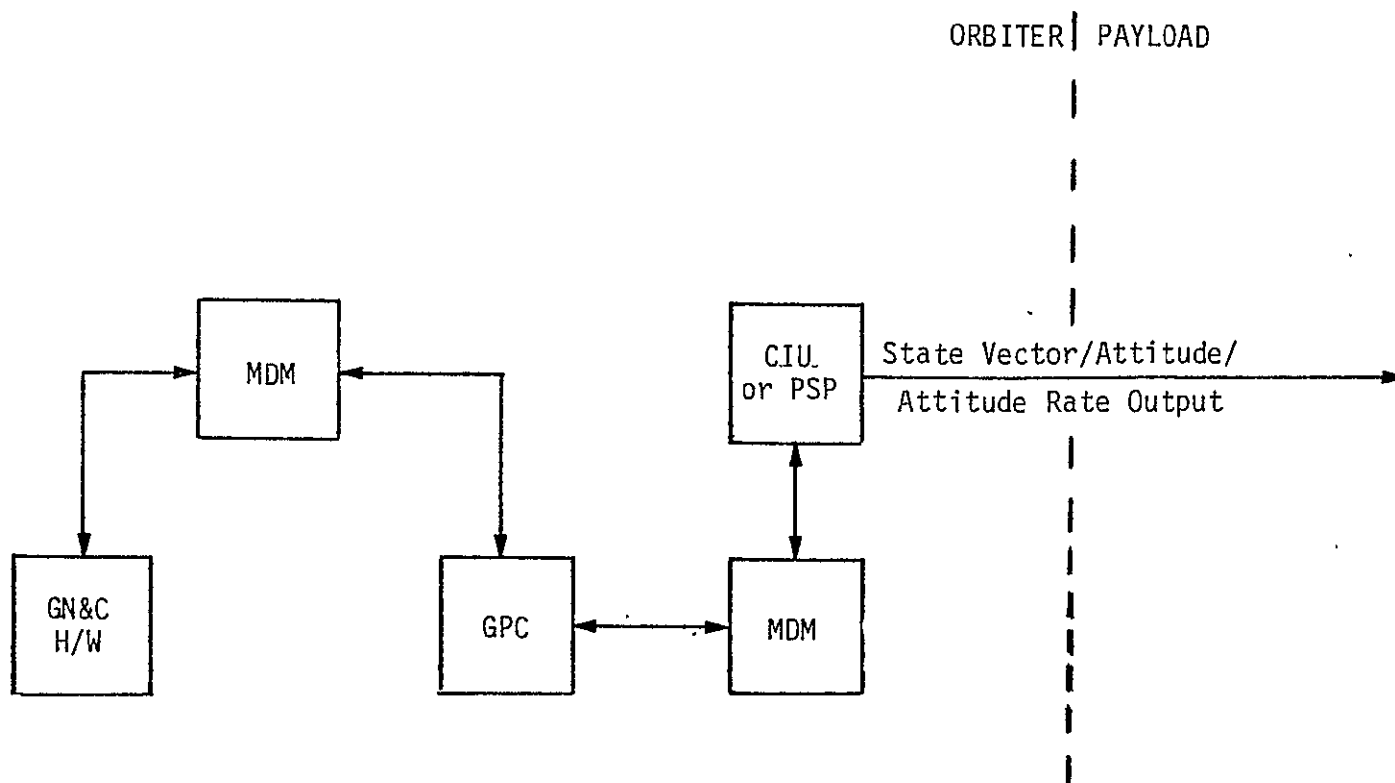 ORBITER PAYLOAD
MDM
CIU
or PSP
State Vector/Attitude/
Attitude Rate Output
GN&C
H/W
GPC
MDM